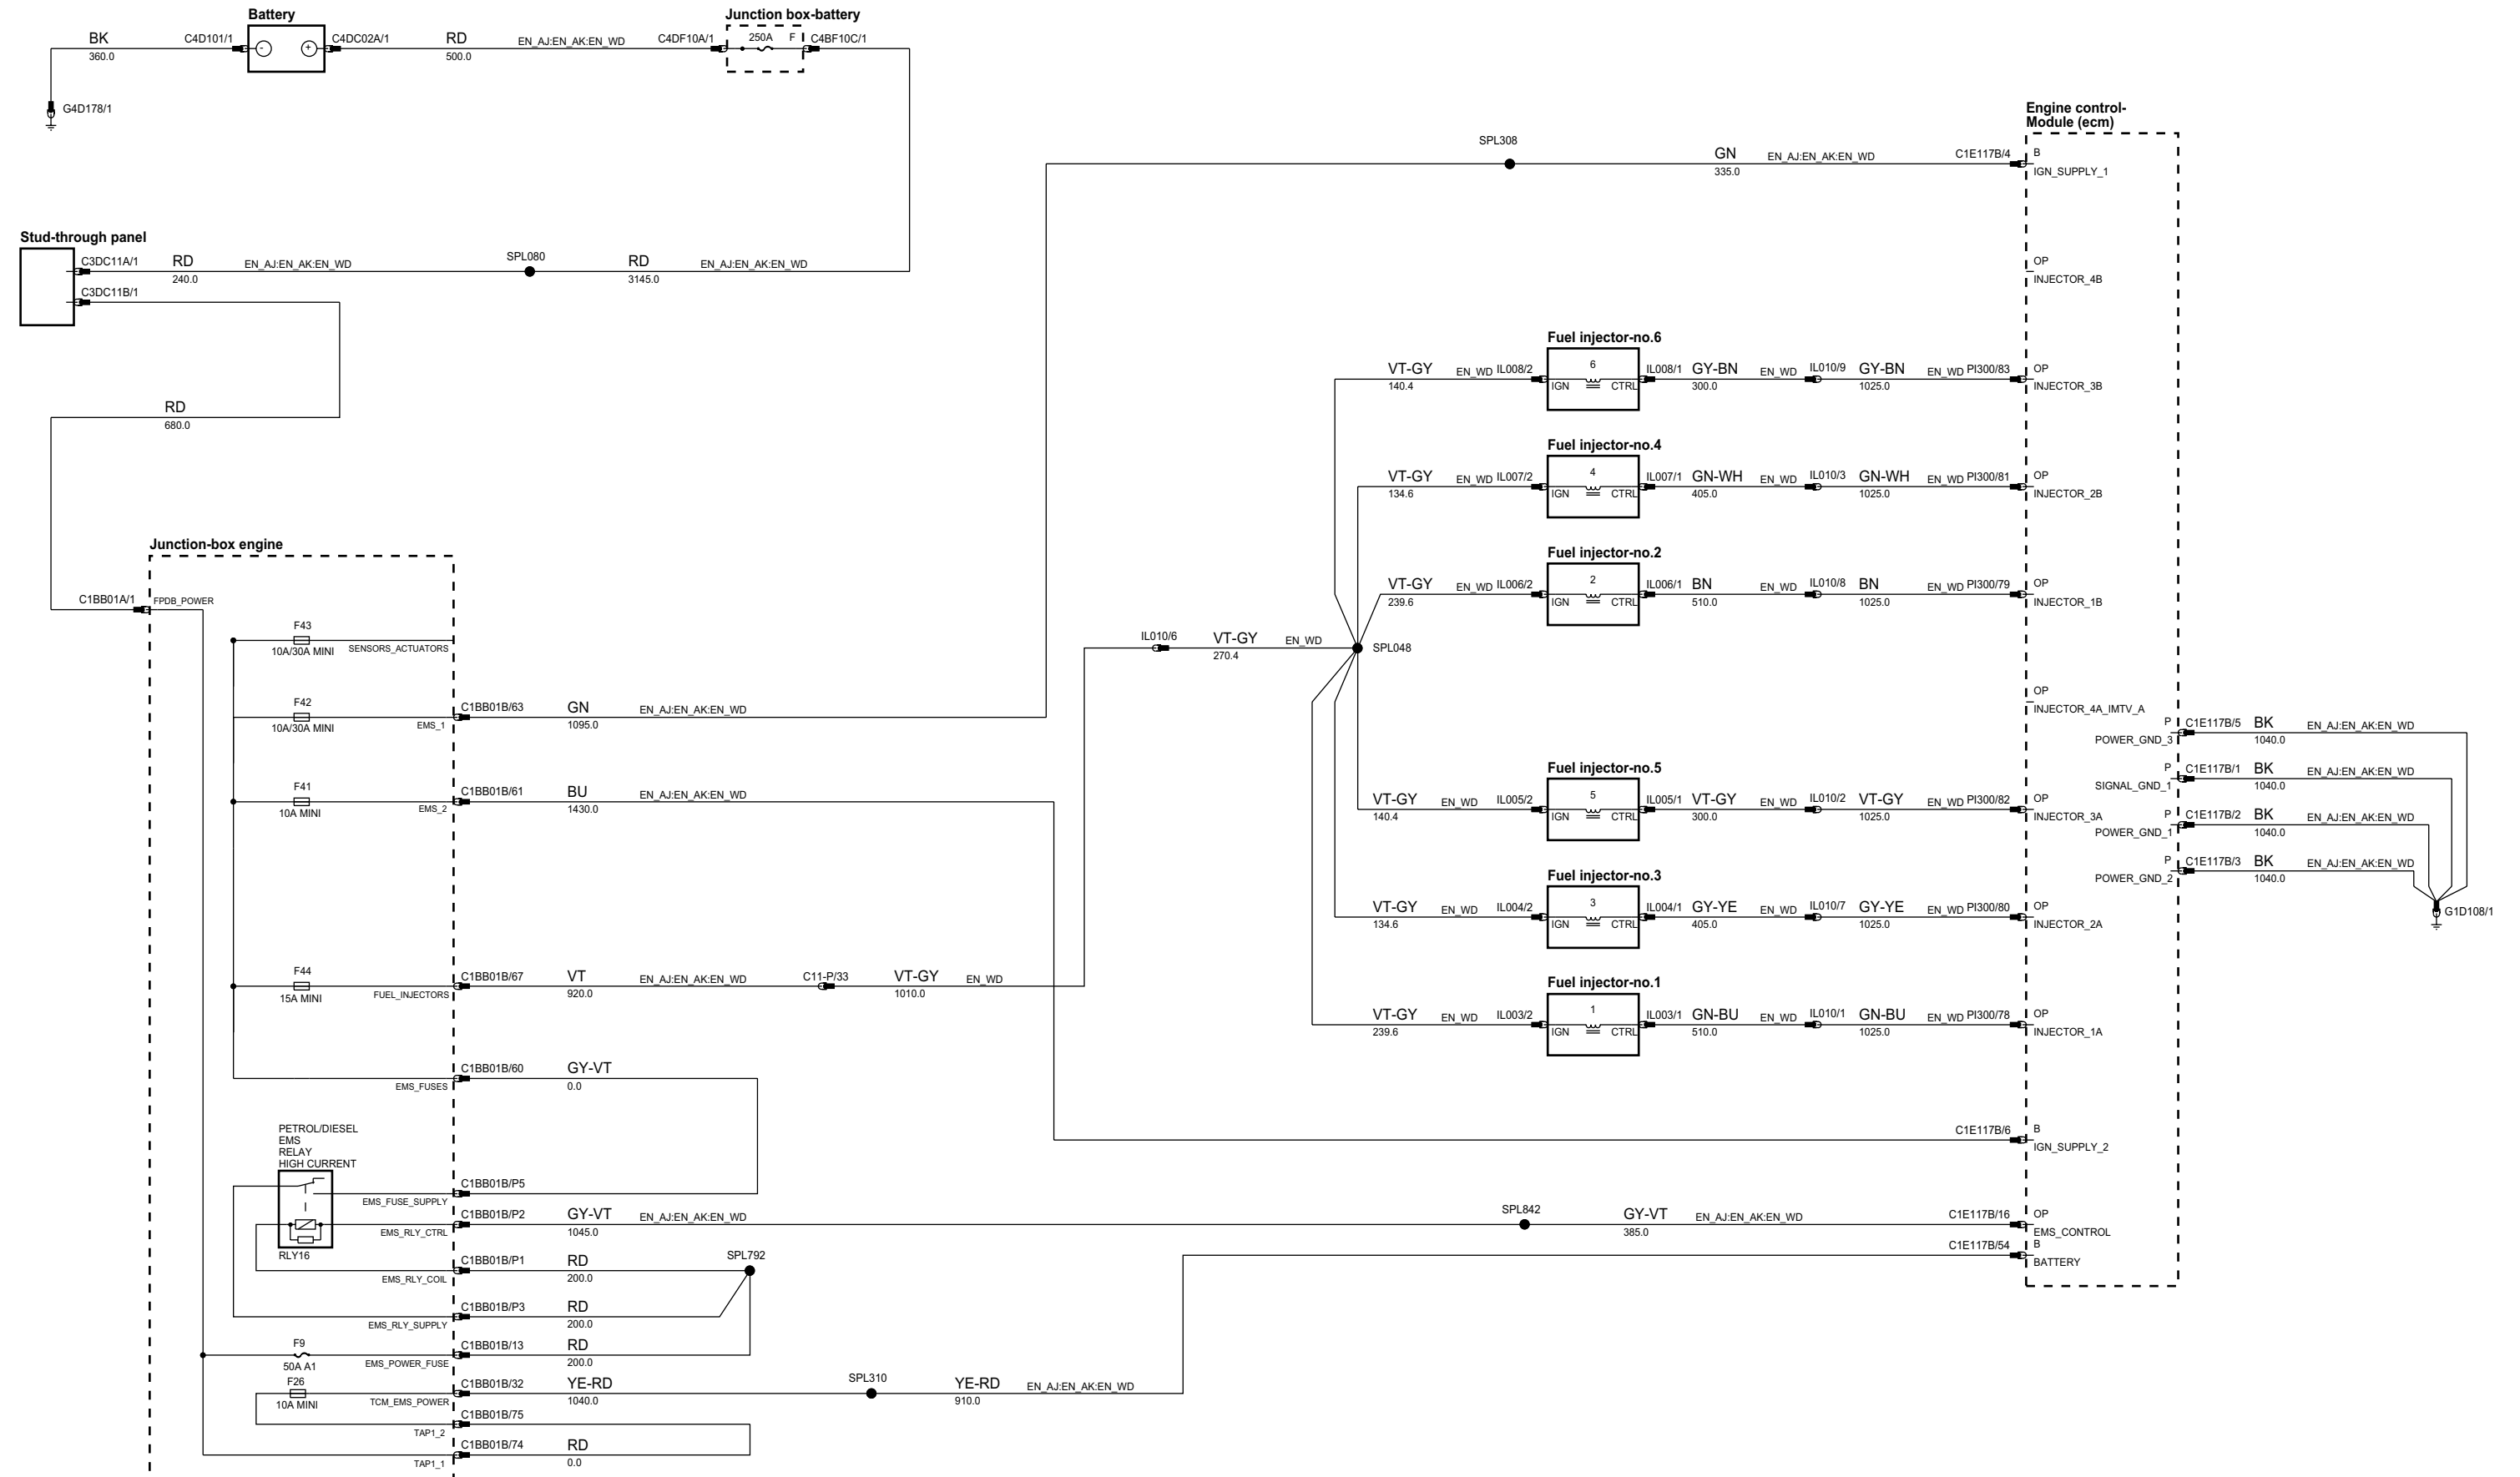 Battery
Junction box-battery
BK
360.0
C4D101/1
-
+
C4DC02A/1
RD
500.0
EN_AJ:EN_AK:EN_WD
C4DF10A/1
250A F
C4BF10C/1
G4D178/1
Engine control-
Module (ecm)
SPL308
GN
335.0
EN_AJ:EN_AK:EN_WD
C1E117B/4
B
IGN_SUPPLY_1
Stud-through panel
C3DC11A/1
RD
240.0
EN_AJ:EN_AK:EN_WD
SPL080
RD
3145.0
EN_AJ:EN_AK:EN_WD
C3DC11B/1
OP
INJECTOR_4B
RD
680.0
Fuel injector-no.6
VT-GY
140.4
EN_WD IL008/2
6
IGN CTRL
IL008/1
GY-BN
300.0
EN_WD
IL010/9
GY-BN
1025.0
EN_WD PI300/83
OP
INJECTOR_3B
Fuel injector-no.4
VT-GY
134.6
EN_WD IL007/2
4
IGN CTRL
IL007/1
GN-WH
405.0
EN_WD
IL010/3
GN-WH
1025.0
EN_WD PI300/81
OP
INJECTOR_2B
Fuel injector-no.2
VT-GY
239.6
EN_WD IL006/2
2
IGN CTRL
IL006/1
BN
510.0
EN_WD
IL010/8
BN
1025.0
EN_WD PI300/79
OP
INJECTOR_1B
Junction-box engine
C1BB01A/1
FPDB_POWER
F43
10A/30A MINI
SENSORS_ACTUATORS
IL010/6
VT-GY
270.4
EN_WD
SPL048
F42
10A/30A MINI
EMS_1
C1BB01B/63
GN
1095.0
EN_AJ:EN_AK:EN_WD
OP
INJECTOR_4A_IMTV_A
P
POWER_GND_3
C1E117B/5
BK
1040.0
EN_AJ:EN_AK:EN_WD
P
SIGNAL_GND_1
C1E117B/1
BK
1040.0
EN_AJ:EN_AK:EN_WD
P
POWER_GND_1
C1E117B/2
BK
1040.0
EN_AJ:EN_AK:EN_WD
P
POWER_GND_2
C1E117B/3
BK
1040.0
EN_AJ:EN_AK:EN_WD
G1D108/1
F41
10A MINI
EMS_2
C1BB01B/61
BU
1430.0
EN_AJ:EN_AK:EN_WD
Fuel injector-no.5
VT-GY
140.4
EN_WD
IL005/2
5
IGN CTRL
IL005/1
VT-GY
300.0
EN_WD
IL010/2
VT-GY
1025.0
EN_WD PI300/82
OP
INJECTOR_3A
Fuel injector-no.3
VT-GY
134.6
EN_WD
IL004/2
3
IGN CTRL
IL004/1
GY-YE
405.0
EN_WD
IL010/7
GY-YE
1025.0
EN_WD PI300/80
OP
INJECTOR_2A
F44
15A MINI
FUEL_INJECTORS
C1BB01B/67
VT
920.0
EN_AJ:EN_AK:EN_WD
C11-P/33
VT-GY
1010.0
EN_WD
Fuel injector-no.1
VT-GY
239.6
EN_WD
IL003/2
1
IGN CTRL
IL003/1
GN-BU
510.0
EN_WD
IL010/1
GN-BU
1025.0
EN_WD PI300/78
OP
INJECTOR_1A
EMS_FUSES
C1BB01B/60
GY-VT
0.0
PETROL/DIESEL
EMS
RELAY
HIGH CURRENT
RLY16
C1E117B/6
B
IGN_SUPPLY_2
EMS_FUSE_SUPPLY
C1BB01B/P5
EMS_RLY_CTRL
C1BB01B/P2
GY-VT
1045.0
EN_AJ:EN_AK:EN_WD
SPL842
GY-VT
385.0
EN_AJ:EN_AK:EN_WD
C1E117B/16
OP
EMS_CONTROL
C1E117B/54
B
BATTERY
EMS_RLY_COIL
C1BB01B/P1
RD
200.0
SPL792
EMS_RLY_SUPPLY
C1BB01B/P3
RD
200.0
F9
50A A1
EMS_POWER_FUSE
C1BB01B/13
RD
200.0
F26
10A MINI
TCM_EMS_POWER
C1BB01B/32
YE-RD
1040.0
SPL310
YE-RD
910.0
EN_AJ:EN_AK:EN_WD
TAP1_2
C1BB01B/75
TAP1_1
C1BB01B/74
RD
0.0